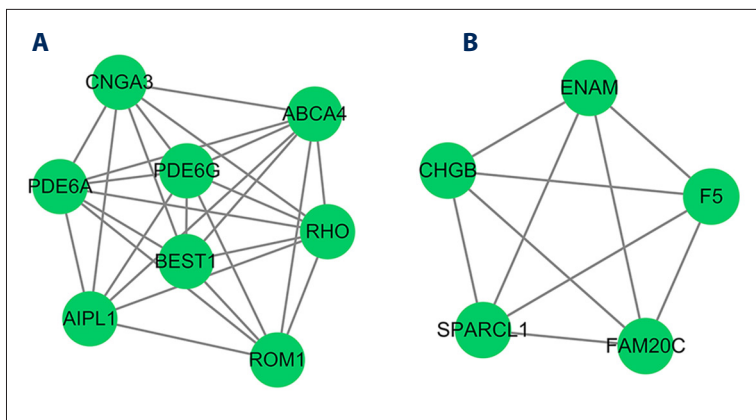 A
CNGA3
ABCA4
PDE6G
PDE6A
RHO
BEST1
AIPL1
ROM1
B
ENAM
CHGB
F5
SPARCL1
FAM20C